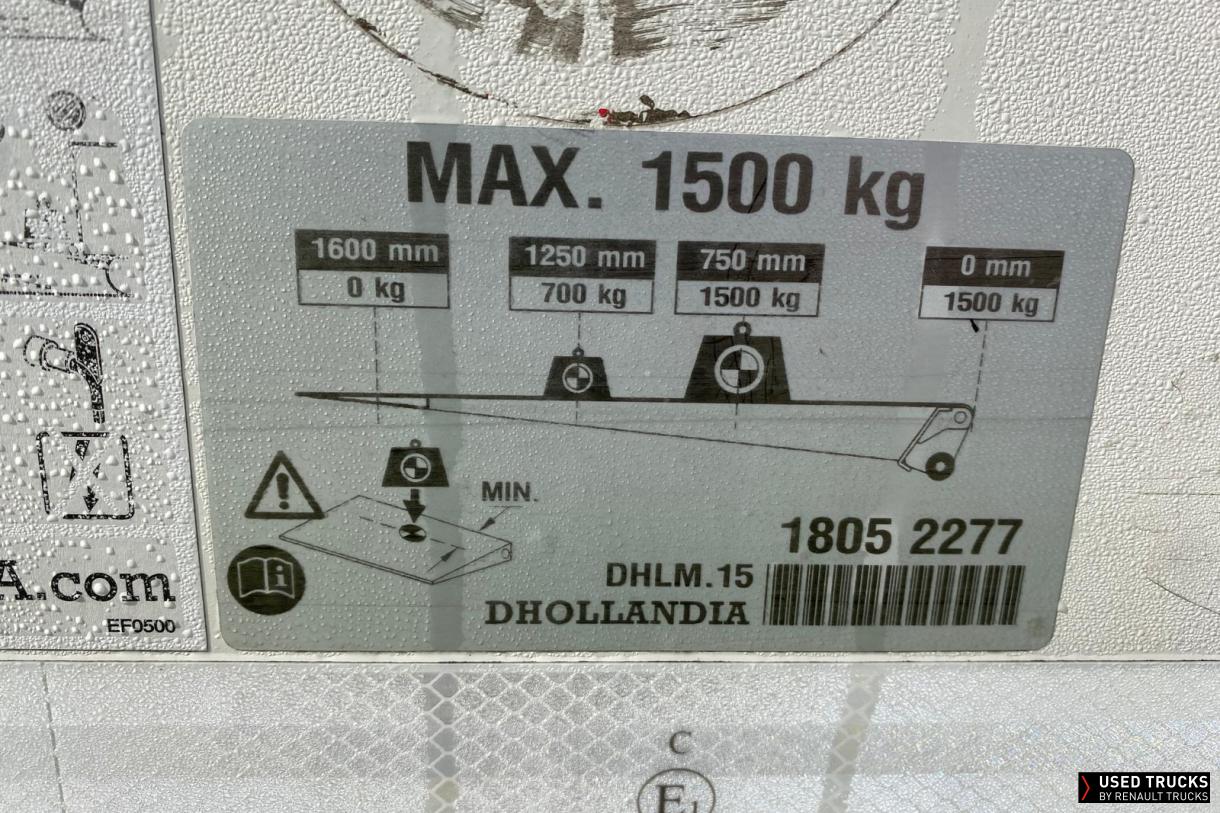 MAX. 1500 kg
1600 mm
0 kg
1250 mm
700 kg
750 mm
1500 kg
0 mm
1500 kg
MIN.
1805 2277
DHLM.15
DHOLLANDIA
A.com
EF0500
C
E1
USED TRUCKS
BY RENAULT TRUCKS